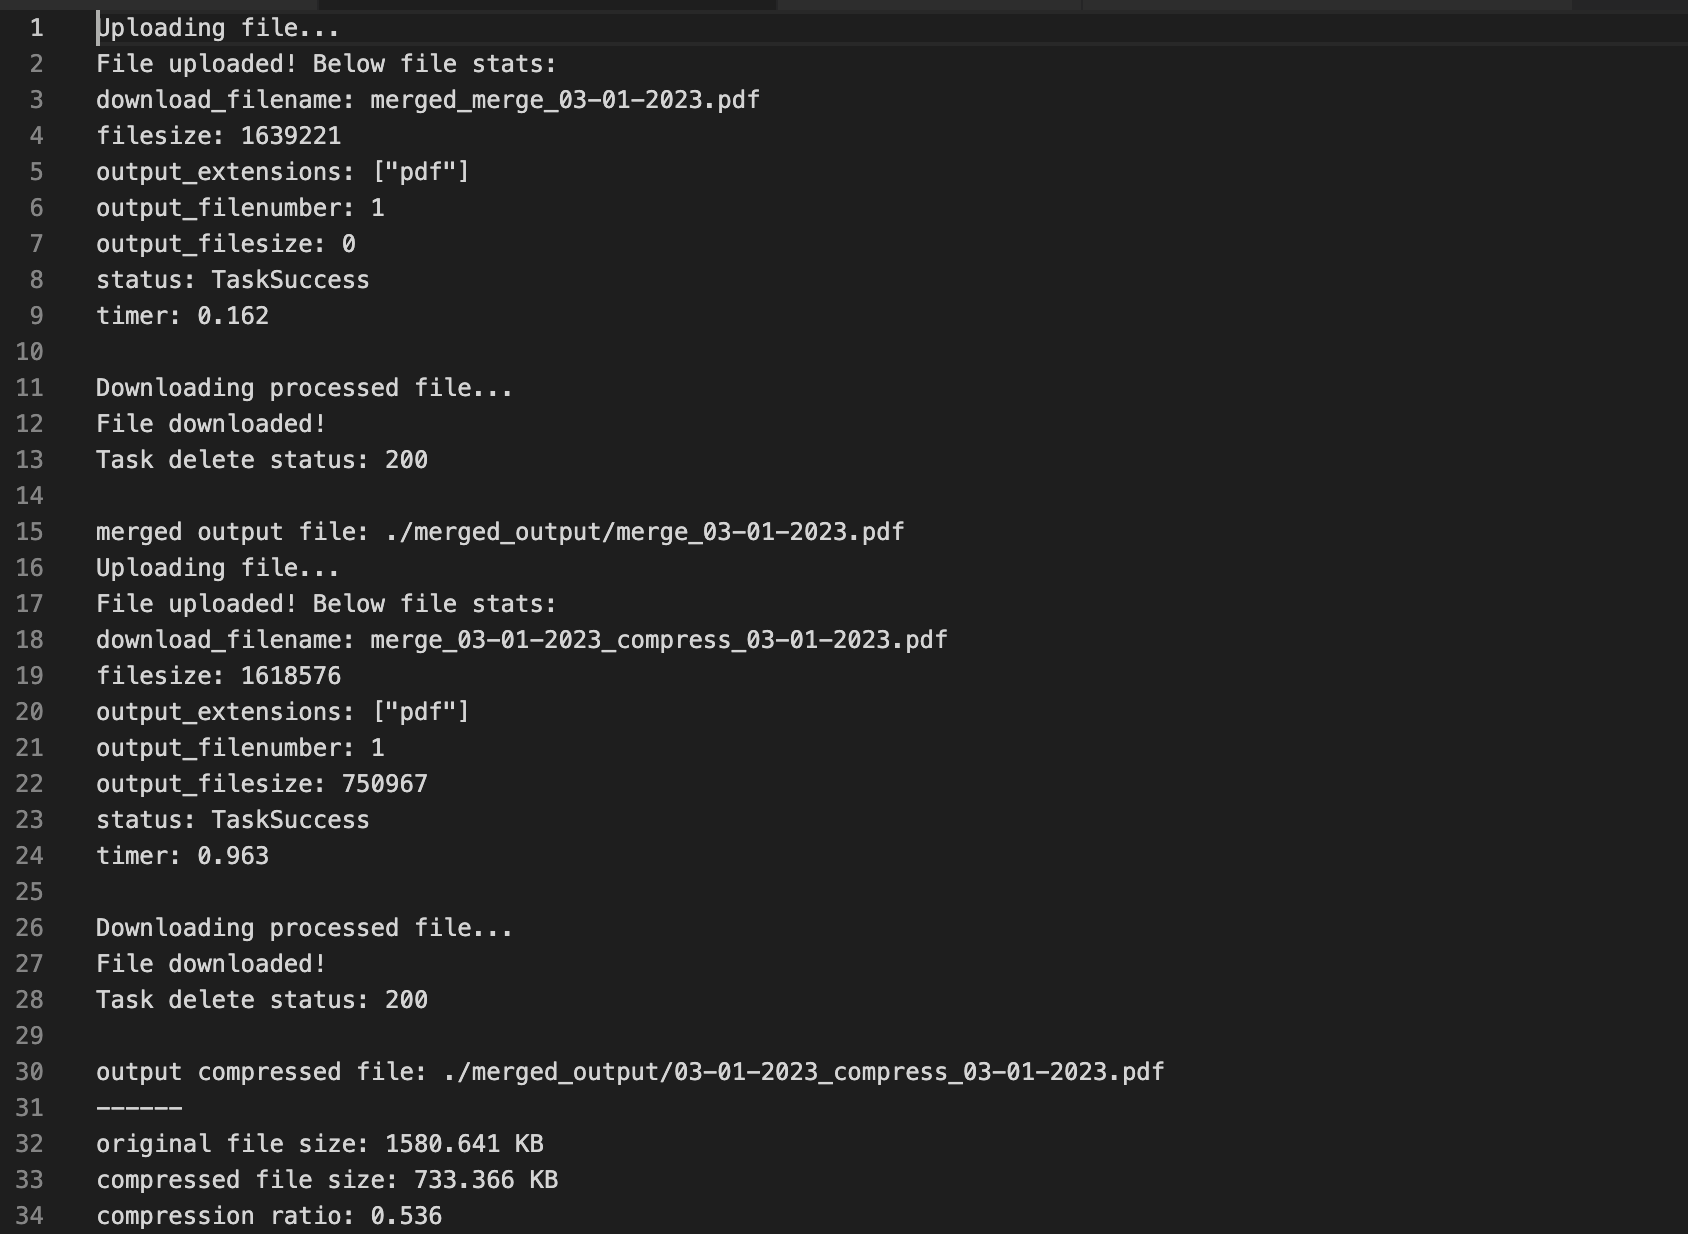 1 Uploading file...
2 File uploaded! Below file stats:
3 download_filename: merged_merge_03-01-2023.pdf
4 filesize: 1639221
5 output_extensions: ["pdf"]
6 output_filenumber: 1
7 output_filesize: 0
8 status: TaskSuccess
9 timer: 0.162
10
11 Downloading processed file...
12 File downloaded!
13 Task delete status: 200
14
15 merged output file: ./merged_output/merge_03-01-2023.pdf
16 Uploading file...
17 File uploaded! Below file stats:
18 download_filename: merge_03-01-2023_compress_03-01-2023.pdf
19 filesize: 1618576
20 output_extensions: ["pdf"]
21 output_filenumber: 1
22 output_filesize: 750967
23 status: TaskSuccess
24 timer: 0.963
25
26 Downloading processed file...
27 File downloaded!
28 Task delete status: 200
29
30 output compressed file: ./merged_output/03-01-2023_compress_03-01-2023.pdf
31 ------
32 original file size: 1580.641 KB
33 compressed file size: 733.366 KB
34 compression ratio: 0.536